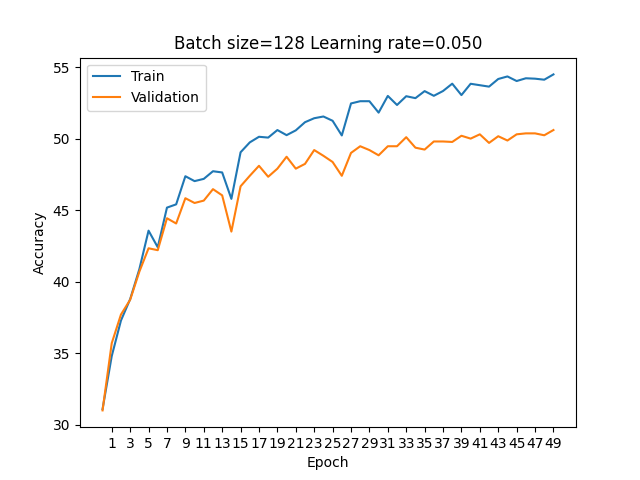 Batch size=128 Learning rate=0.050
Train
Validation
55
50
45
40
35
30
Accuracy
1 3 5 7 9 11 13 15 17 19 21 23 25 27 29 31 33 35 37 39 41 43 45 47 49
Epoch